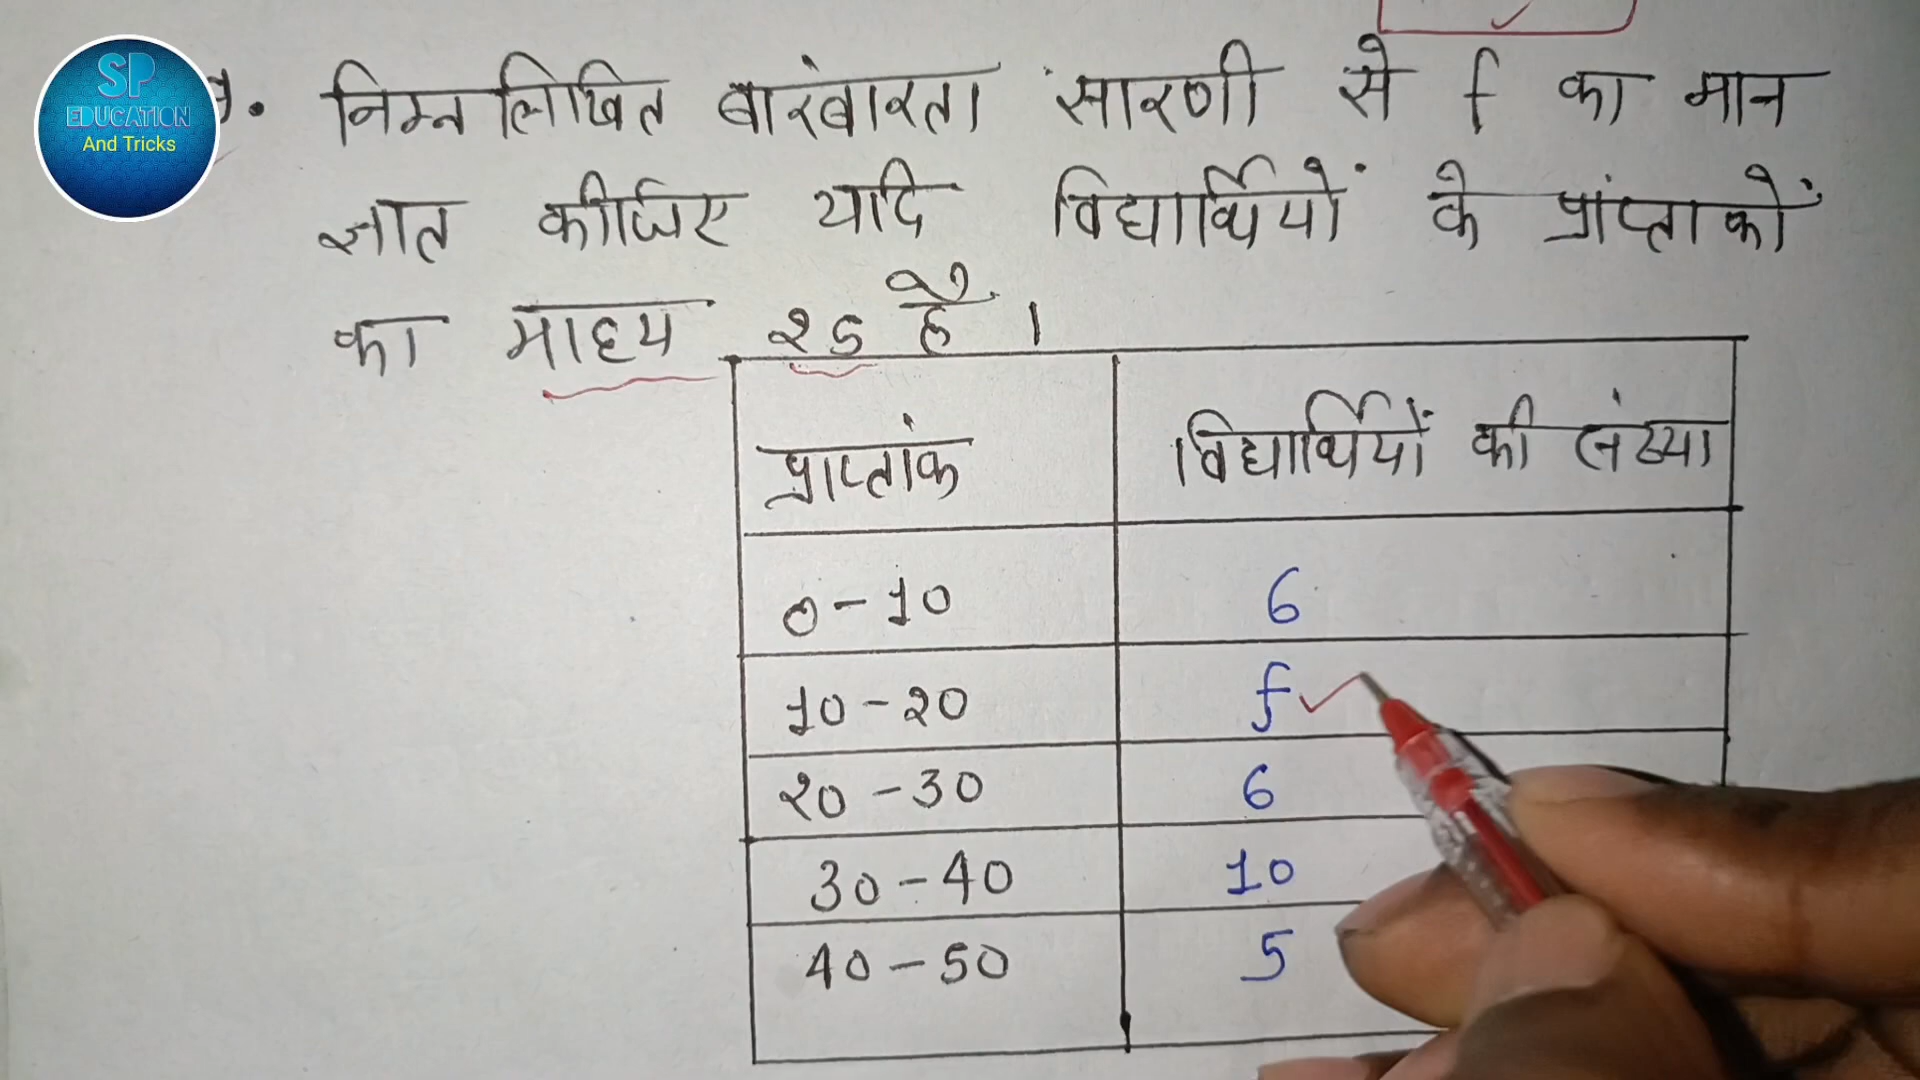 SP
EDUCATION
And Tricks
निम्नलिखित बारंबारता सारणी से f का मान
ज्ञात कीजिए यदि विद्यार्थियों के प्रांप्ताकों
का माध्य 25 है ।
प्राप्तांक विद्यार्थियों की संख्या
0-10 6
10-20 f
20-30 6
30-40 10
40-50 5